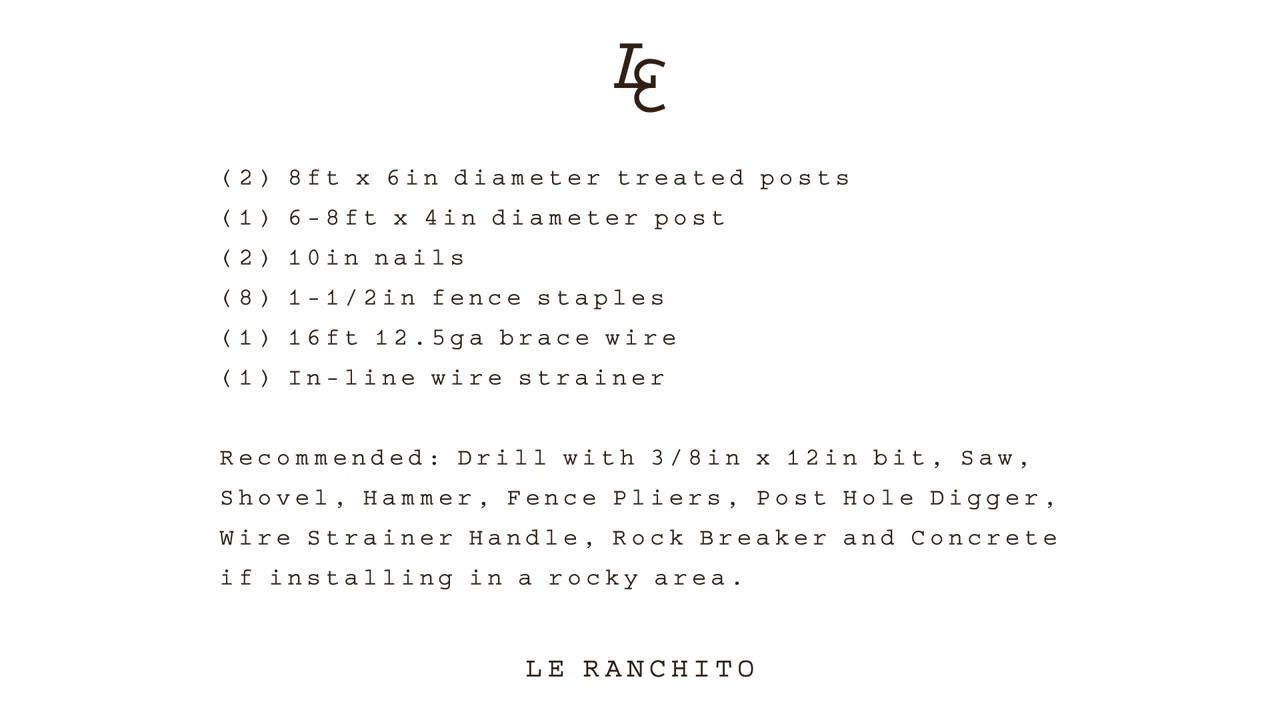 LE
(2) 8ft x 6in diameter treated posts
(1) 6-8ft x 4in diameter post
(2) 10in nails
(8) 1-1/2in fence staples
(1) 16ft 12.5ga brace wire
(1) In-line wire strainer
Recommended: Drill with 3/8in x 12in bit, Saw,
Shovel, Hammer, Fence Pliers, Post Hole Digger,
Wire Strainer Handle, Rock Breaker and Concrete
if installing in a rocky area.
LE RANCHITO